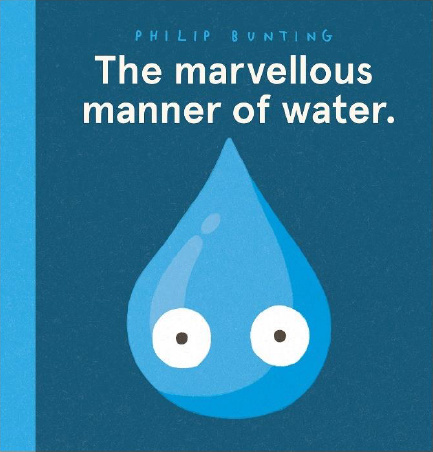 PHILIP BUNTING
The marvellous
manner of water.